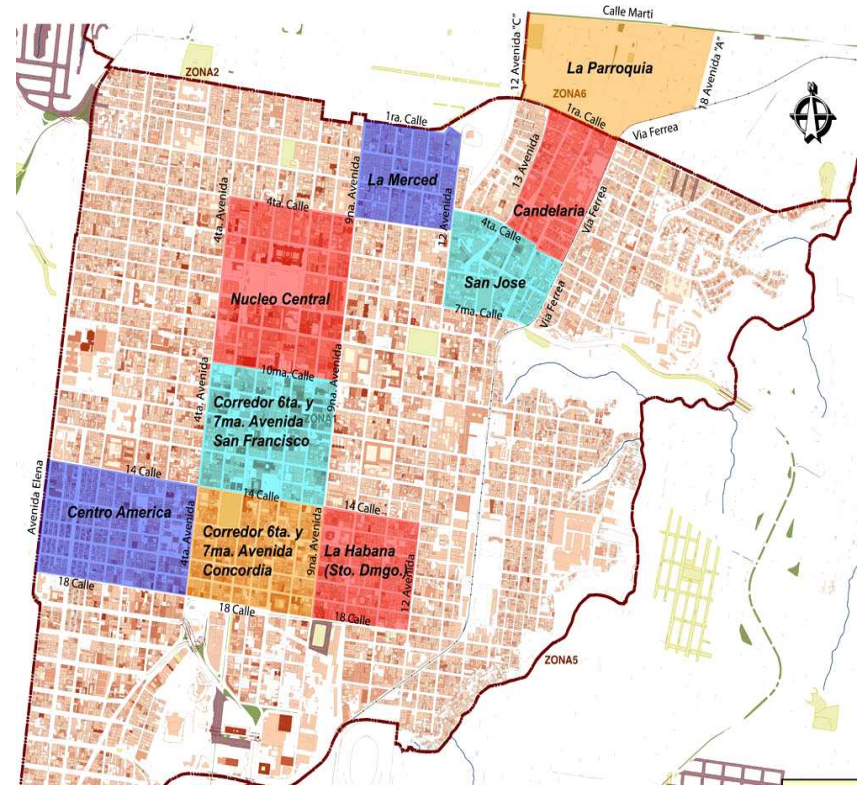 Calle Marti
12 Avenida "C"
La Parroquia
18 Avenida "A"
ZONA2
ZONA6
1ra. Calle
1ra. Calle
Via Ferrea
La Merced
13 Avenida
9na. Avenida
12 Avenida
Candelaria
Via Ferrea
4ta. Avenida
4ta. Calle
4ta. Calle
San Jose
Nucleo Central
7ma. Calle
Via Ferrea
10ma. Calle
4ta. Avenida
9na. Avenida
Corredor 6ta. y
7ma. Avenida
San Francisco
14 Calle
14 Calle
14 Calle
Avenida Elena
Centro America
4ta. Avenida
Corredor 6ta. y
7ma. Avenida
Concordia
9na. Avenida
La Habana
(Sto. Dmgo.)
12 Avenida
18 Calle
18 Calle
18 Calle
ZONA5